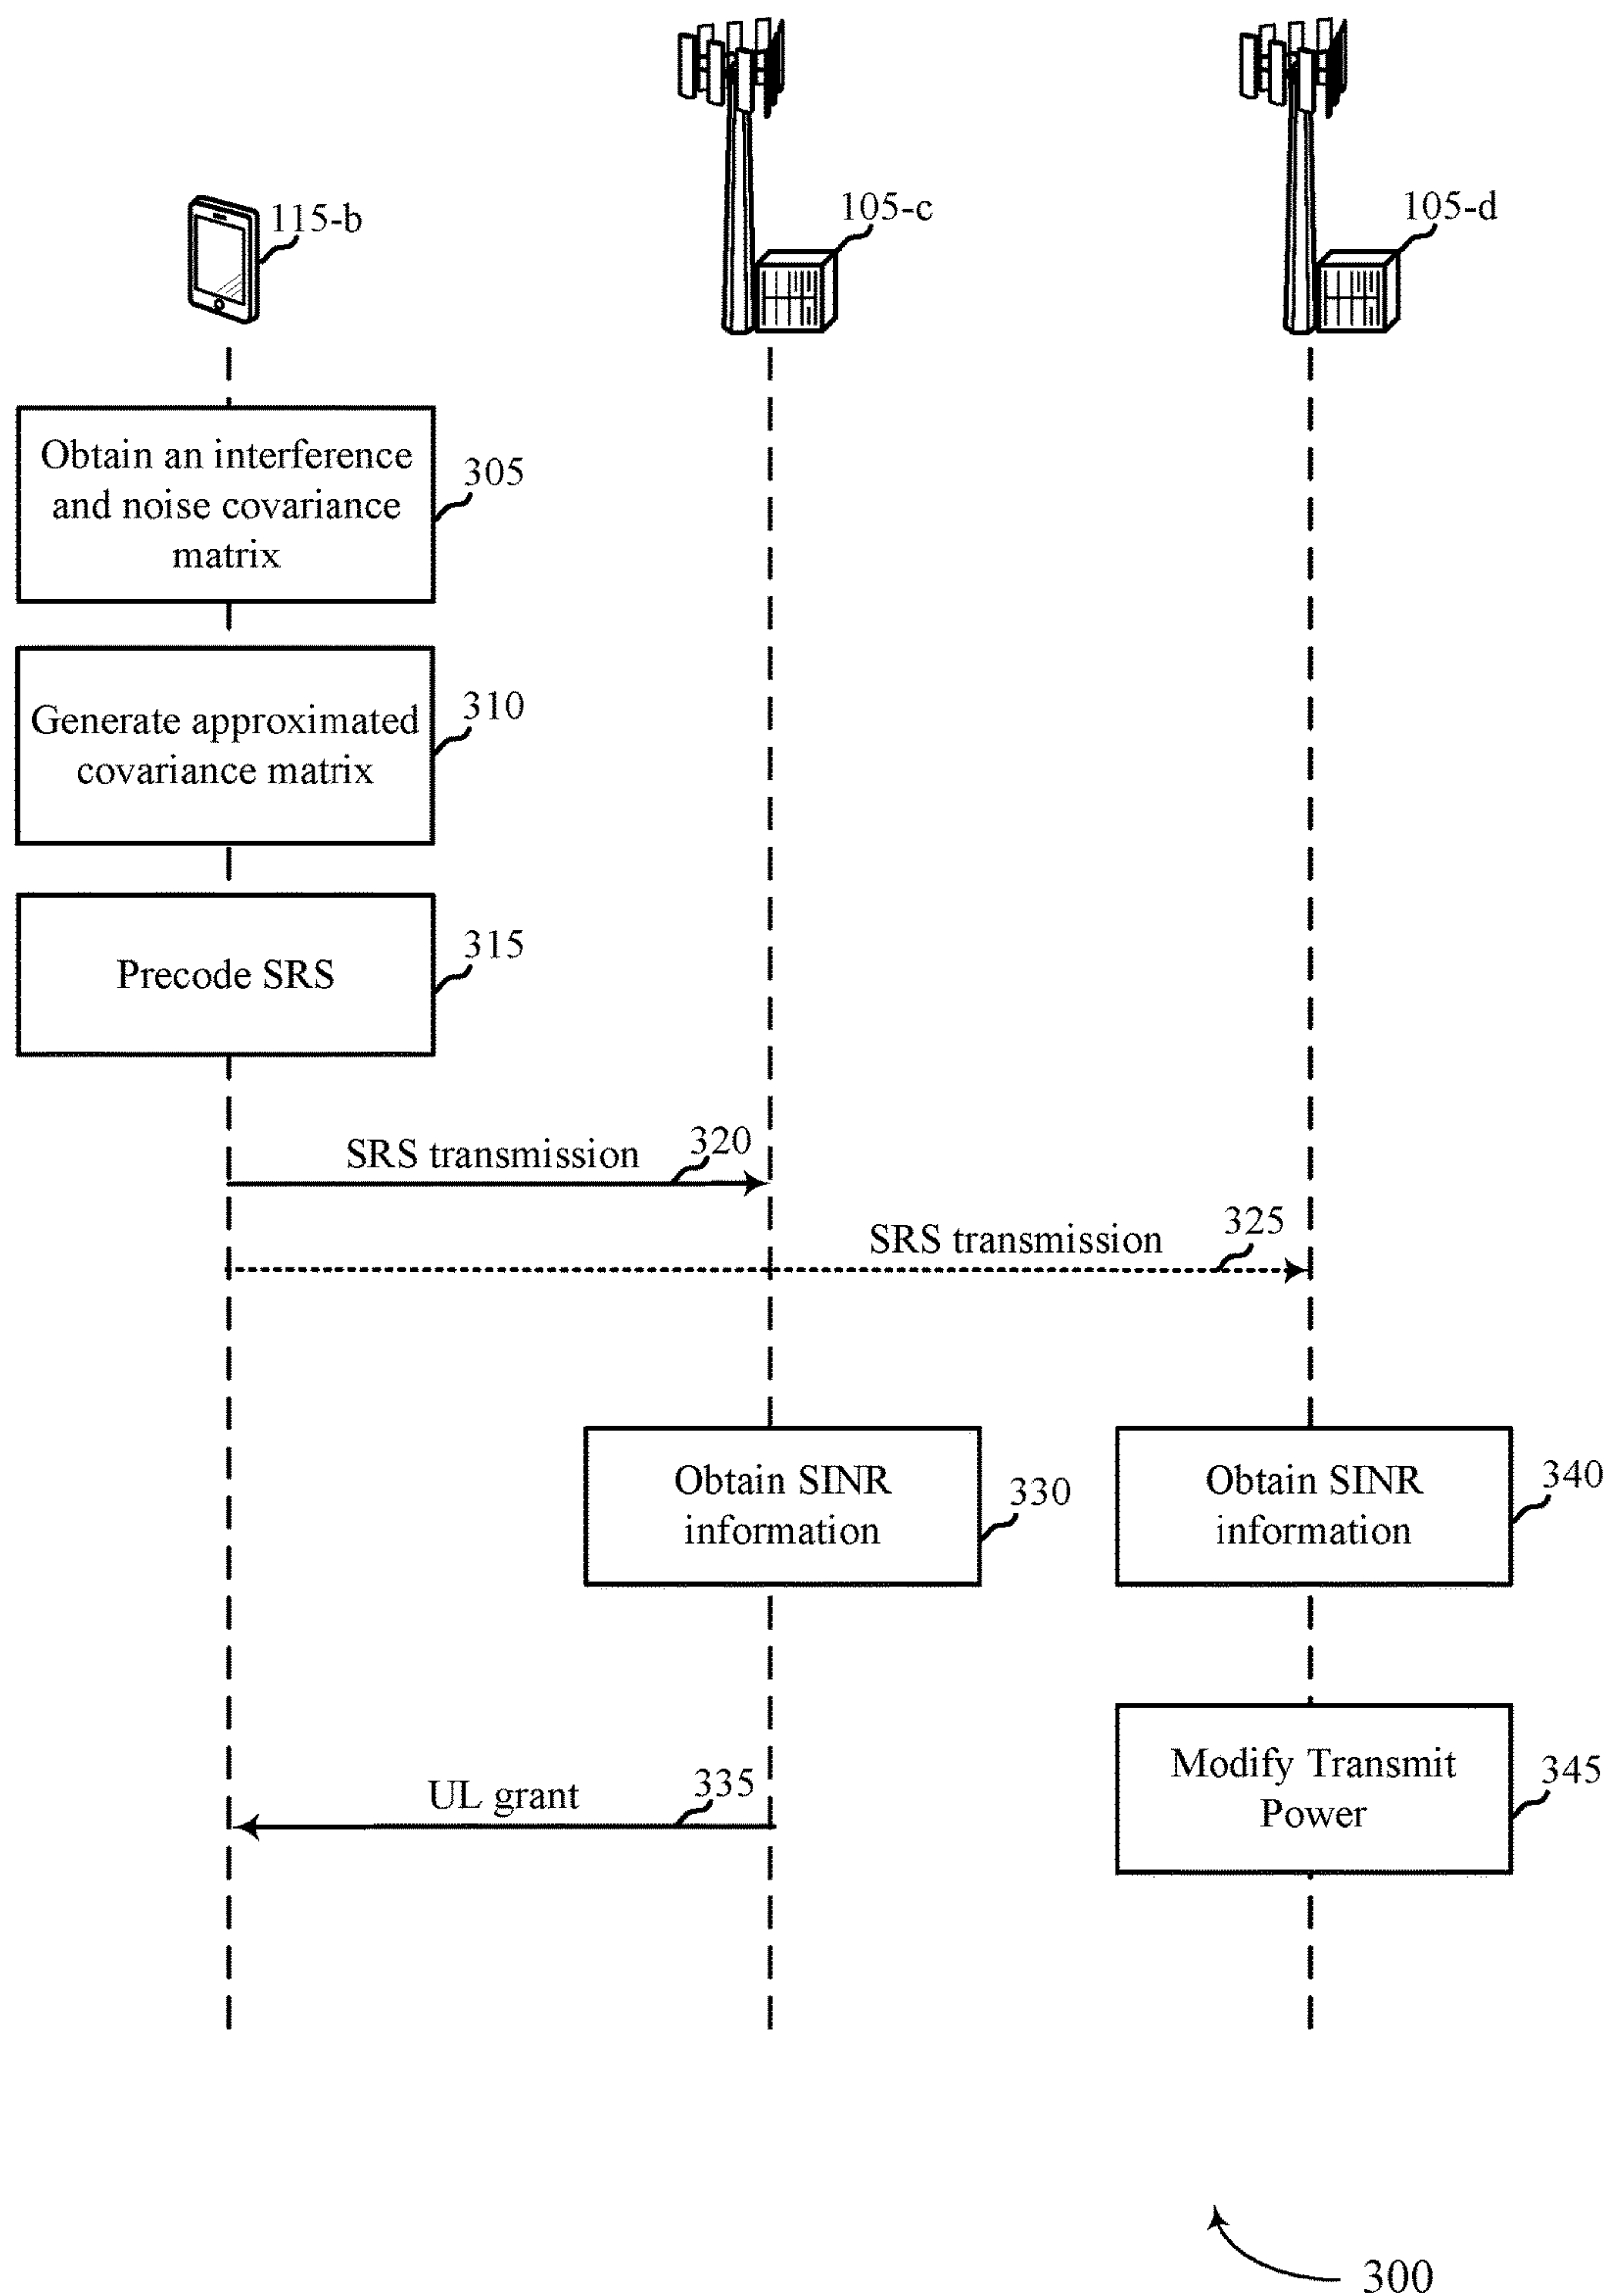 115-b
105-c
105-d
Obtain an interference
and noise covariance
matrix
305
Generate approximated
covariance matrix
310
Precode SRS
315
SRS transmission
320
SRS transmission
325
Obtain SINR
information
330
Obtain SINR
information
340
UL grant
335
Modify Transmit
Power
345
300